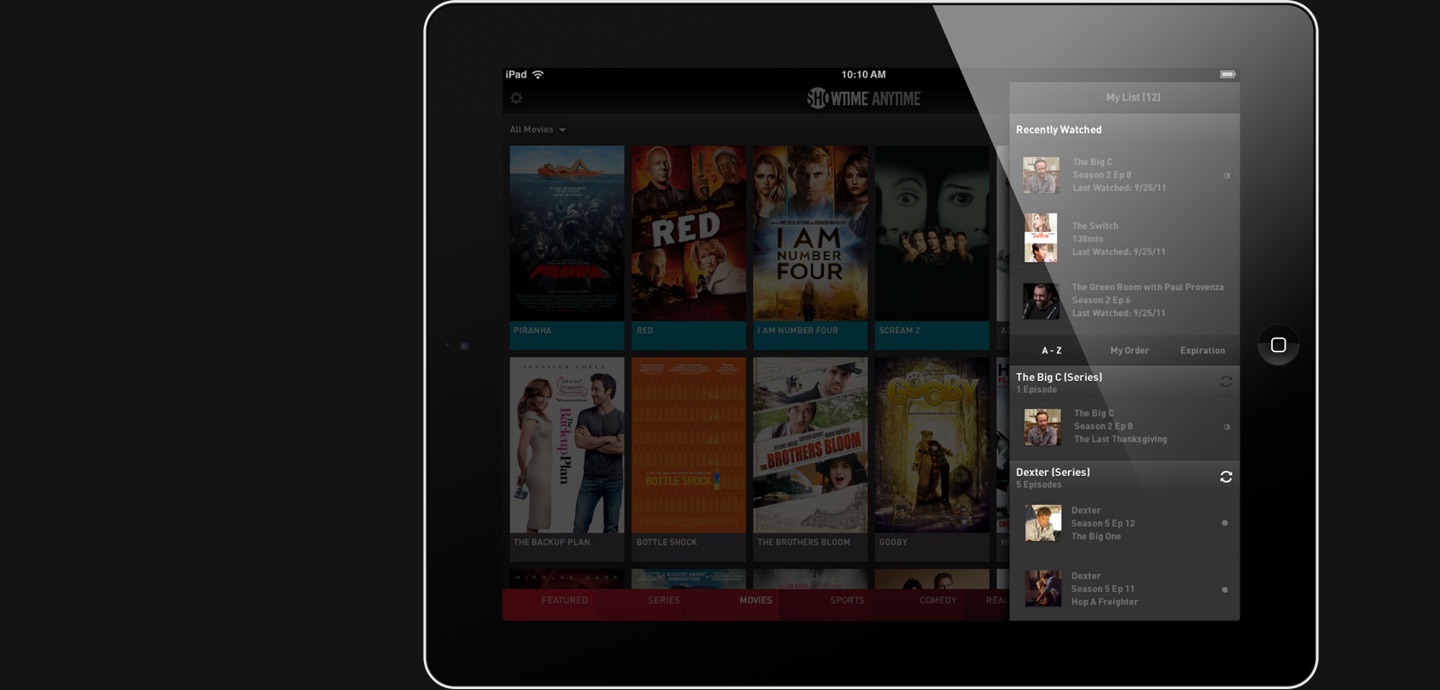 iPad
10:10 AM
SHOWTIME ANYTIME
All Movies
RED
I AM
NUMBER
FOUR
PIRANHA
PIRANHA
RED
I AM NUMBER FOUR
SCREAM 2
JENNIFER LOPEZ
The Backup Plan
BOTTLE SHOCK
THE BROTHERS BLOOM
GOOBY
THE BACKUP PLAN
BOTTLE SHOCK
THE BROTHERS BLOOM
GOOBY
FEATURED
SERIES
MOVIES
SPORTS
COMEDY
REAL
My List (12)
Recently Watched
The Big C
Season 2 Ep 8
Last Watched: 9/25/11
The Switch
138min
Last Watched: 9/25/11
The Green Room with Paul Provenza
Season 2 Ep 6
Last Watched: 9/25/11
A - Z
My Order
Expiration
The Big C (Series)
1 Episode
The Big C
Season 2 Ep 8
The Last Thanksgiving
Dexter (Series)
5 Episodes
Dexter
Season 5 Ep 12
The Big One
Dexter
Season 5 Ep 11
Hop A Freighter